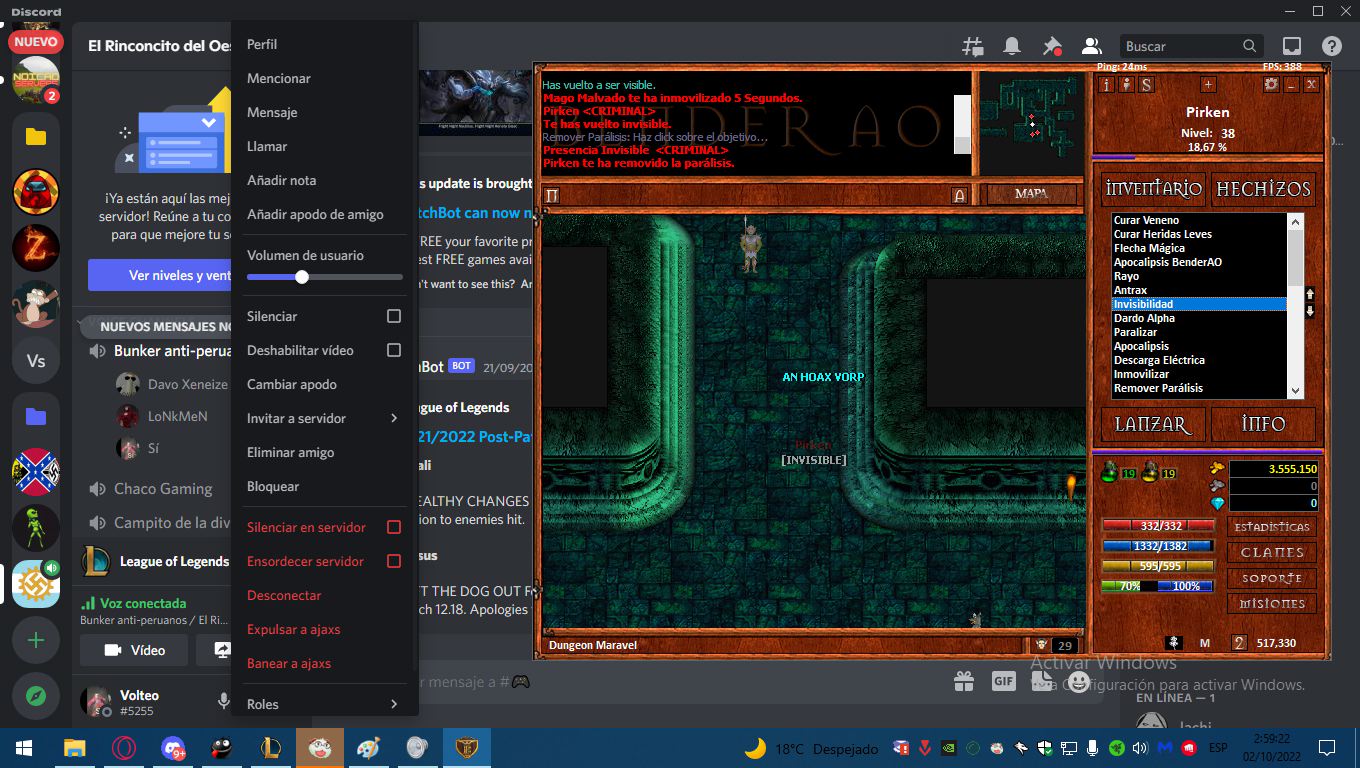 Discord
NUEVO
2
Vs
El Rinconcito del Oes
¡Ya están aquí las mej
servidor! Reúne a tu co
para que mejore tu se
Ver niveles y vent
NUEVOS MENSAJES NO
Bunker anti-perua
Davo Xeneize
LoNkMeN
Sí
Chaco Gaming
Campito de la div
League of Legends
Voz conectada
Bunker anti-peruanos / El Ri...
Vídeo
Volteo
#5255
Perfil
Mencionar
Mensaje
Llamar
Añadir nota
Añadir apodo de amigo
Volumen de usuario
Silenciar
Deshabilitar vídeo
Cambiar apodo
Invitar a servidor
Eliminar amigo
Bloquear
Silenciar en servidor
Ensordecer servidor
Desconectar
Expulsar a ajaxs
Banear a ajaxs
Roles
Buscar
s update is brought
tchBot can now n
REE your favorite pr
est FREE games avai
n't want to see this? Ar
hBot BOT 21/09/20
gue of Legends
21/2022 Post-Pat
ali
EALTHY CHANGES
ion to enemies hit.
sus
T THE DOG OUT F
ch 12.18. Apologies
r mensaje a #🎮
GIF
Ping: 24ms
FPS: 388
Has vuelto a ser visible.
Mago Malvado te ha inmovilizado 5 Segundos.
Pirken <CRIMINAL>
Te has vuelto invisible.
Remover Parálisis: Haz click sobre el objetivo...
Presencia Invisible <CRIMINAL>
Pirken te ha removido la parálisis.
DER AO
MAPA
AN HOAX VORP
Pirken
[INVISIBLE]
Dungeon Maravel
29
Pirken
Nivel: 38
18,67 %
INVENTARIO
HECHIZOS
Curar Veneno
Curar Heridas Leves
Flecha Mágica
Apocalipsis BenderAO
Rayo
Antrax
Invisibilidad
Dardo Alpha
Paralizar
Apocalipsis
Descarga Eléctrica
Inmovilizar
Remover Parálisis
LANZAR
INFO
19
19
3.555.150
0
0
332/332
1332/1382
595/595
70%
100%
ESTADÍSTICAS
CLANES
SOPORTE
MISIONES
M
2
517,330
Activar Windows
Configuración para activar Windows.
EN LÍNEA — 1
Jachi
9+
18°C Despejado
ESP
2:59:22
02/10/2022